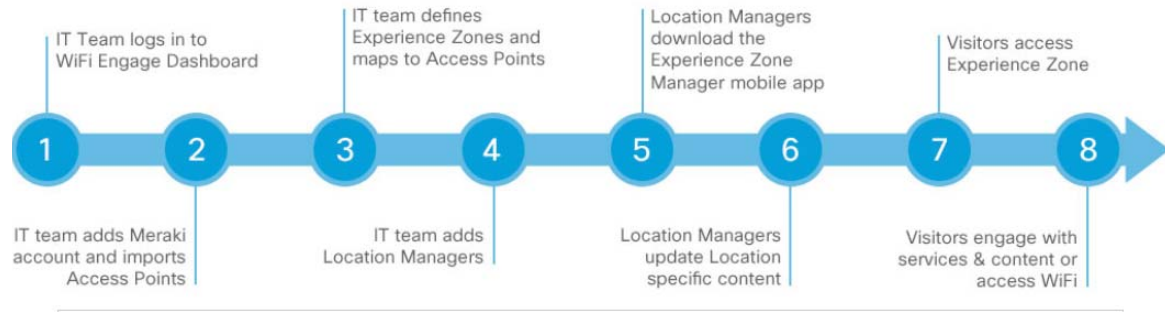 IT Team logs in to
WiFi Engage Dashboard
IT team defines
Experience Zones and
maps to Access Points
Location Managers
download the
Experience Zone
Manager mobile app
Visitors access
Experience Zone
1
2
3
4
5
6
7
8
IT team adds Meraki
account and imports
Access Points
IT team adds
Location Managers
Location Managers
update Location
specific content
Visitors engage with
services & content or
access WiFi